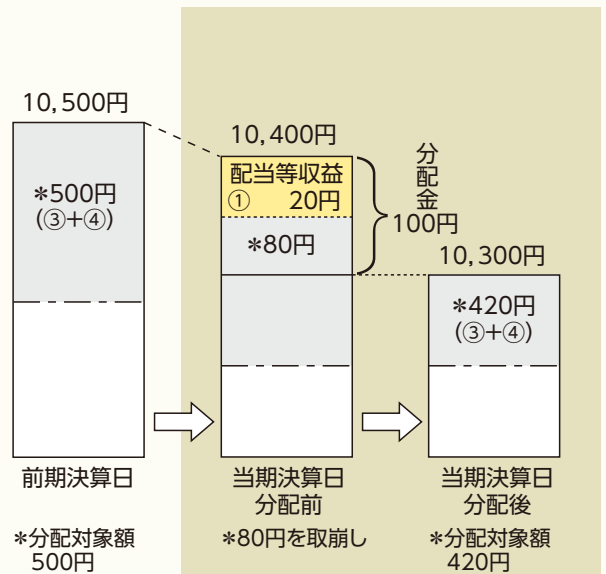 10,500円
*500円
(③+④)
前期決算日
*分配対象額
500円
10,400円
配当等収益
① 20円
*80円
分配金
100円
当期決算日
分配前
*80円を取崩し
10,300円
*420円
(③+④)
当期決算日
分配後
*分配対象額
420円